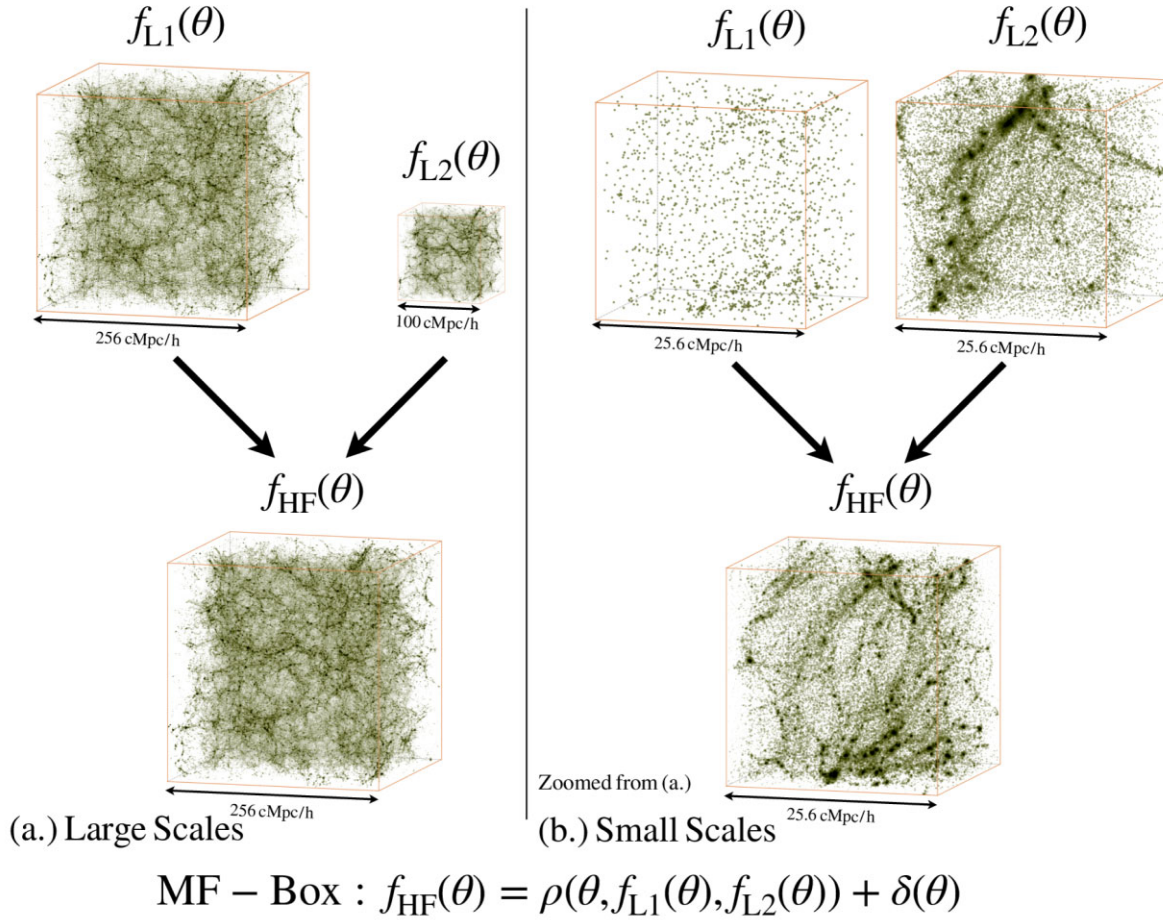 f_L1(θ)
f_L2(θ)
256 cMpc/h
100 cMpc/h
f_HF(θ)
256 cMpc/h
(a.) Large Scales
f_L1(θ)
f_L2(θ)
25.6 cMpc/h
25.6 cMpc/h
f_HF(θ)
Zoomed from (a.)
25.6 cMpc/h
(b.) Small Scales
MF − Box : f_HF(θ) = ρ(θ, f_L1(θ), f_L2(θ)) + δ(θ)